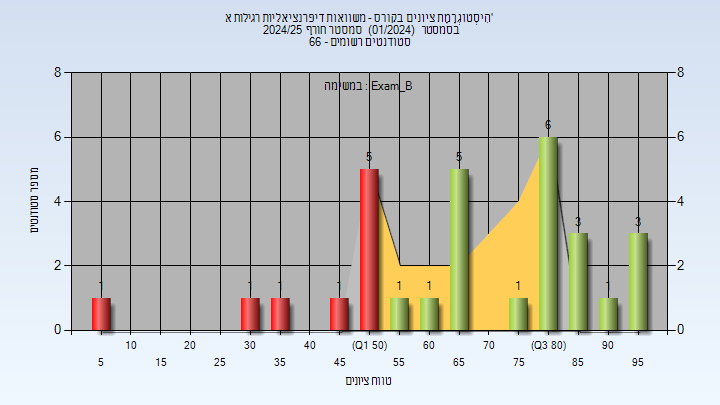 הִיסְטוֹגְרָמַת ציונים בקורס - משוואות דיפרנציאליות רגילות א'
בסמסטר (01/2024) סמסטר חורף 2024/25
סטודנטים רשומים - 66
במשימה : Exam_B
מספר סטודנטים
8 8
6 6
4 4
2 2
0 0
1 1 1 1 5 1 1 5 1 6 3 1 3
10 20 30 40 (Q1 50) 60 70 (Q3 80) 90
5 15 25 35 45 55 65 75 85 95
טווח ציונים